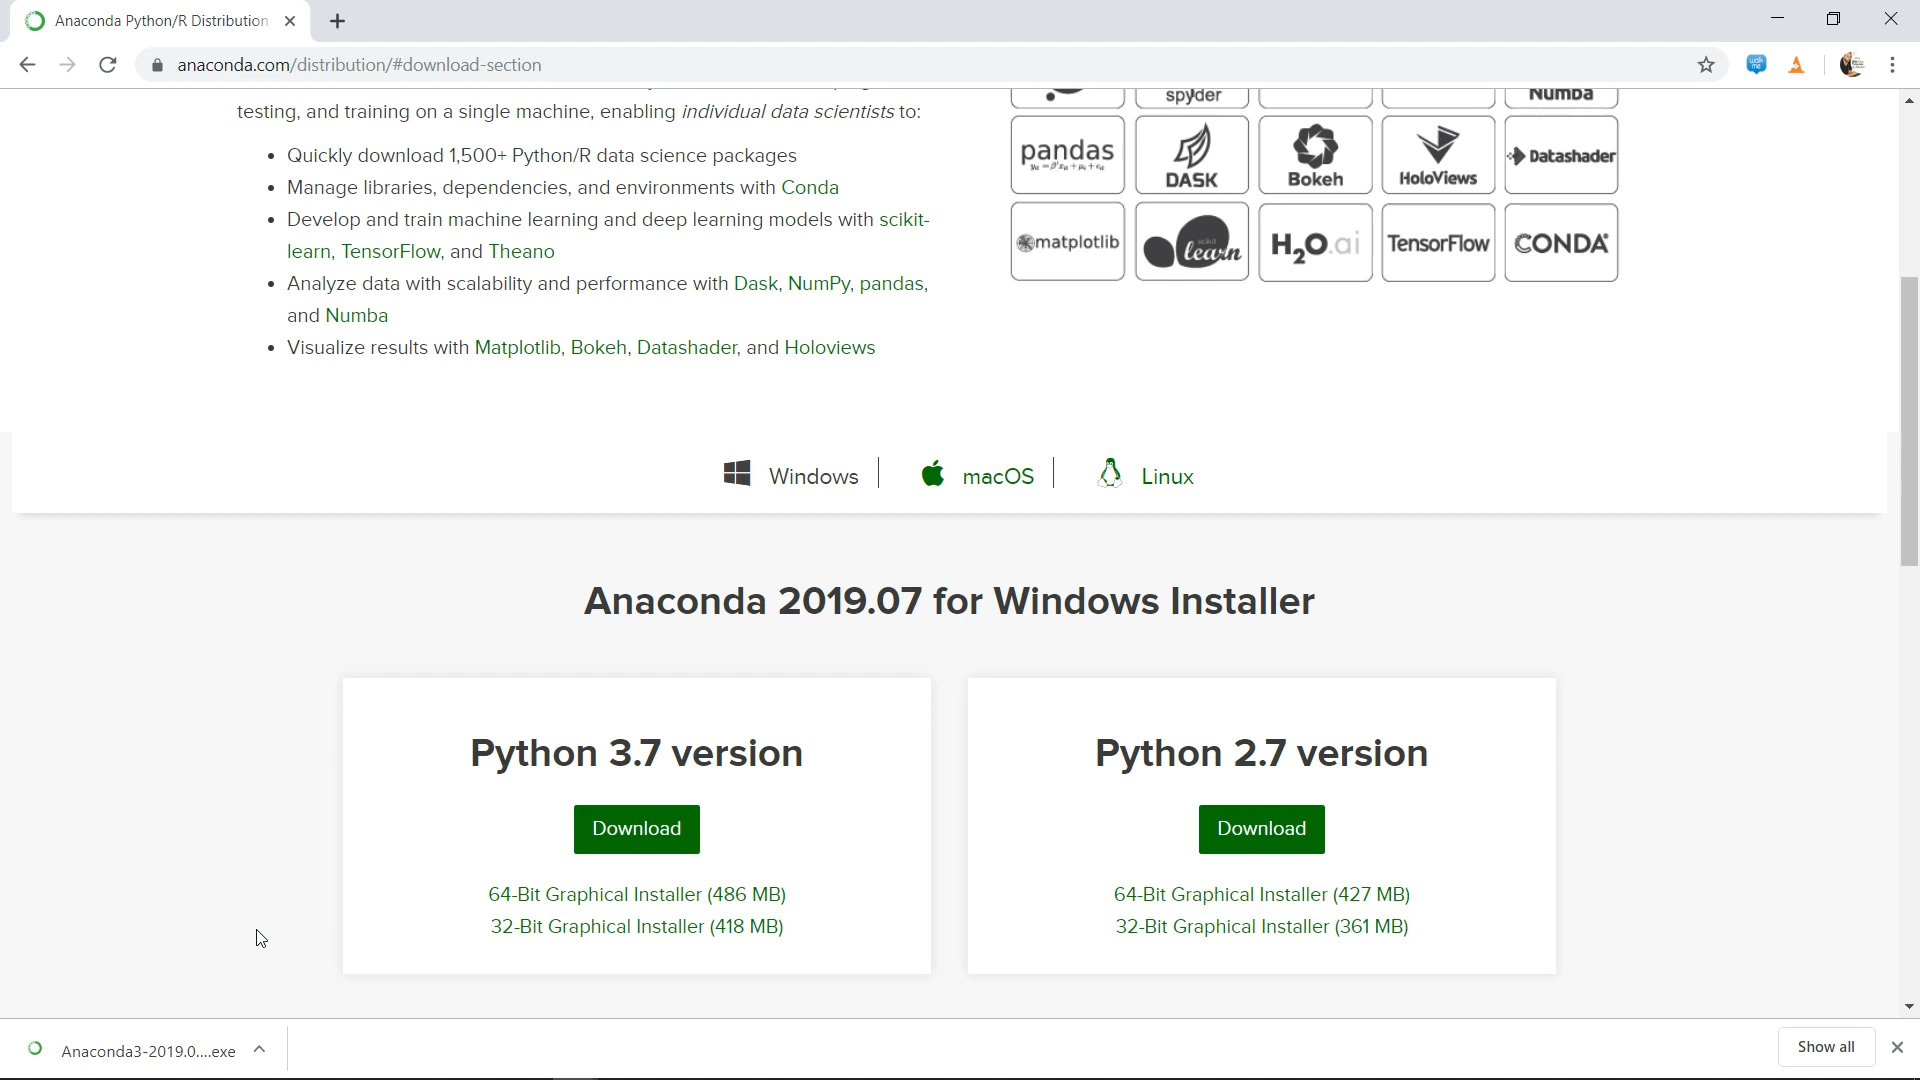 Anaconda Python/R Distribution
anaconda.com/distribution/#download-section
testing, and training on a single machine, enabling individual data scientists to:
• Quickly download 1,500+ Python/R data science packages
• Manage libraries, dependencies, and environments with Conda
• Develop and train machine learning and deep learning models with scikit-
learn, TensorFlow, and Theano
• Analyze data with scalability and performance with Dask, NumPy, pandas,
and Numba
• Visualize results with Matplotlib, Bokeh, Datashader, and Holoviews
spyder
Numba
pandas
DASK
Bokeh
HoloViews
Datashader
matplotlib
scikit
learn
H2O.ai
TensorFlow
CONDA
Windows
macOS
Linux
Anaconda 2019.07 for Windows Installer
Python 3.7 version
Download
64-Bit Graphical Installer (486 MB)
32-Bit Graphical Installer (418 MB)
Python 2.7 version
Download
64-Bit Graphical Installer (427 MB)
32-Bit Graphical Installer (361 MB)
Anaconda3-2019.0....exe
Show all